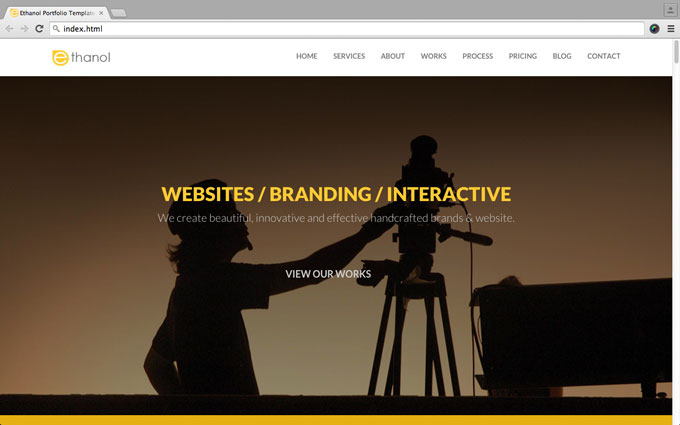 Ethanol Portfolio Template
index.html
ethanol
HOME SERVICES ABOUT WORKS PROCESS PRICING BLOG CONTACT
WEBSITES / BRANDING / INTERACTIVE
We create beautiful, innovative and effective handcrafted brands & website.
VIEW OUR WORKS